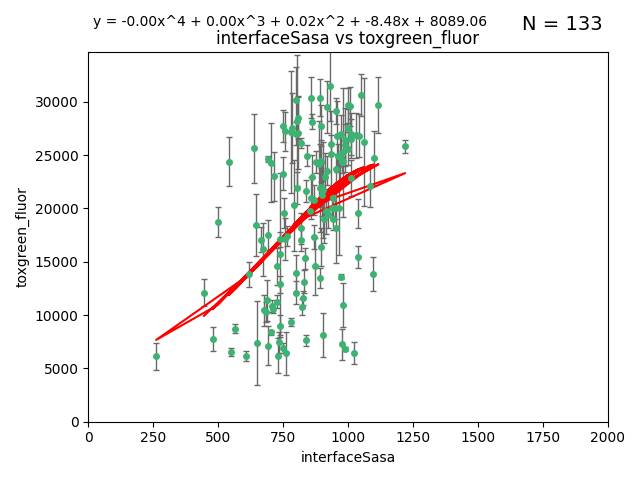 y = -0.00x^4 + 0.00x^3 + 0.02x^2 + -8.48x + 8089.06
N = 133
interfaceSasa vs toxgreen_fluor
30000
25000
20000
15000
10000
5000
0
toxgreen_fluor
0 250 500 750 1000 1250 1500 1750 2000
interfaceSasa